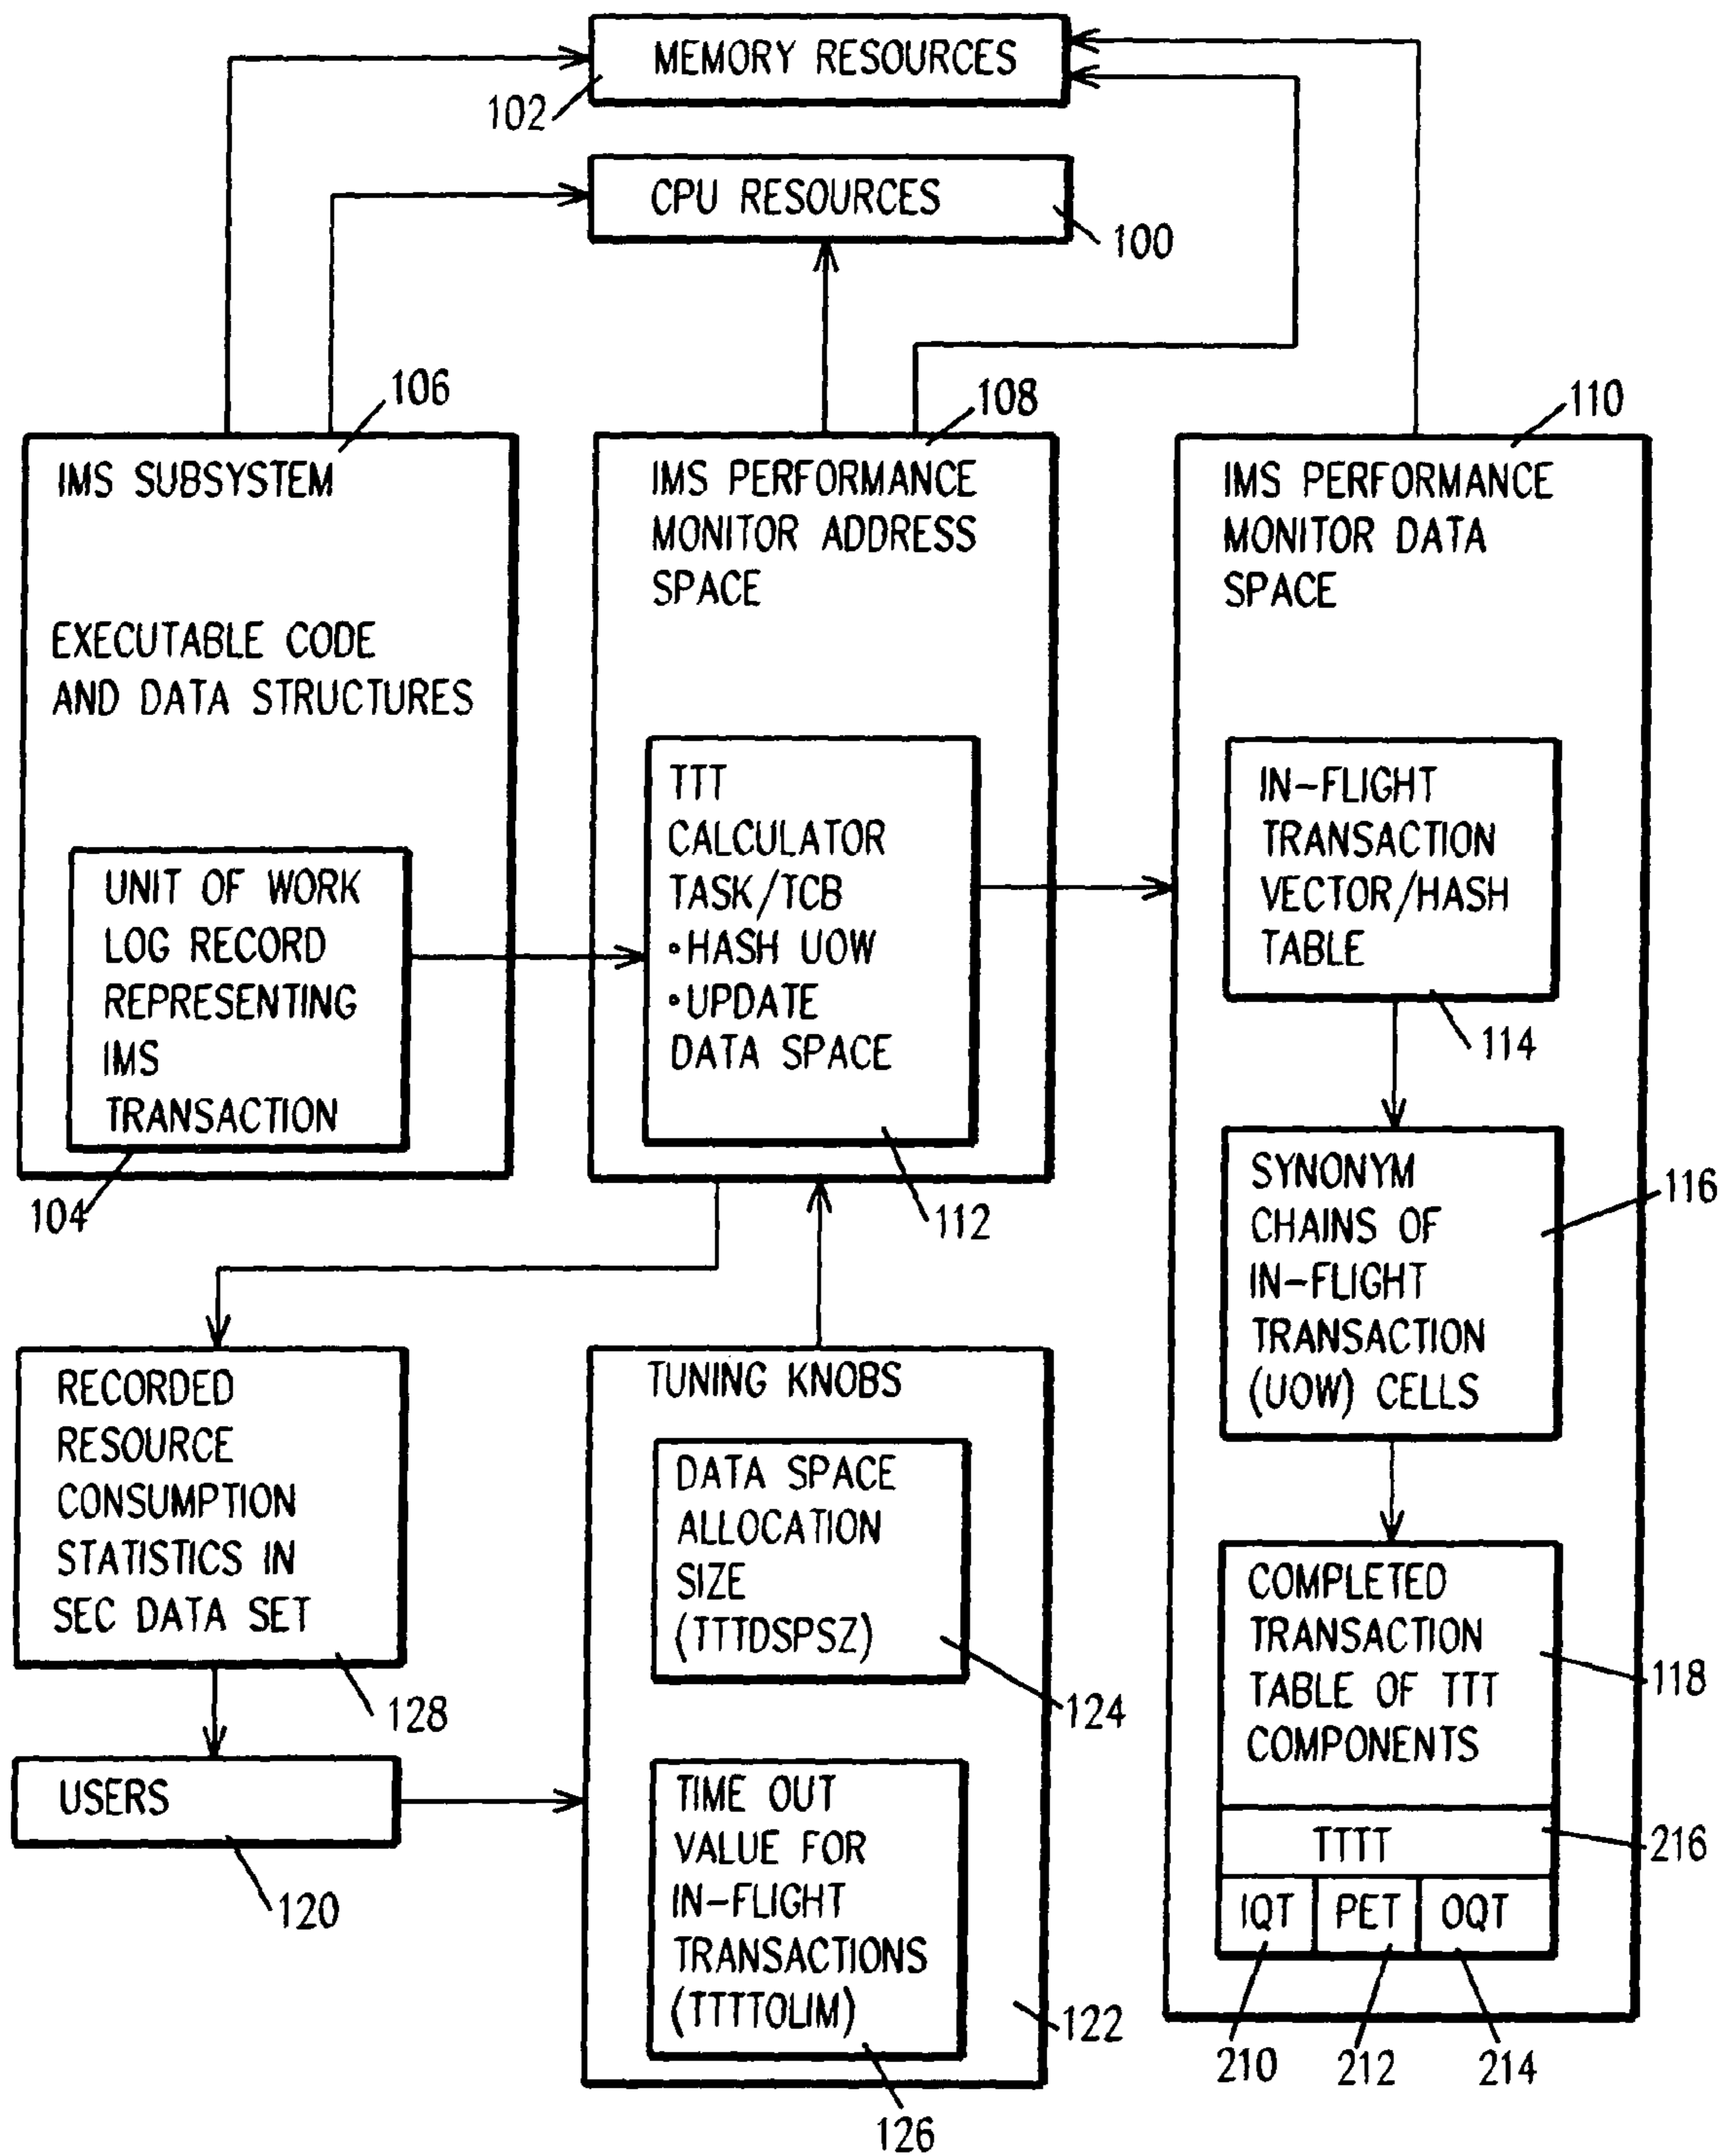 MEMORY RESOURCES
102
CPU RESOURCES
100
106
IMS SUBSYSTEM
EXECUTABLE CODE
AND DATA STRUCTURES
UNIT OF WORK
LOG RECORD
REPRESENTING
IMS
TRANSACTION
104
108
IMS PERFORMANCE
MONITOR ADDRESS
SPACE
TTT
CALCULATOR
TASK/TCB
•HASH UOW
•UPDATE
DATA SPACE
112
110
IMS PERFORMANCE
MONITOR DATA
SPACE
IN-FLIGHT
TRANSACTION
VECTOR/HASH
TABLE
114
SYNONYM
CHAINS OF
IN-FLIGHT
TRANSACTION
(UOW) CELLS
116
COMPLETED
TRANSACTION
TABLE OF TTT
COMPONENTS
118
TTTT
216
IQT PET OQT
210 212 214
RECORDED
RESOURCE
CONSUMPTION
STATISTICS IN
SEC DATA SET
128
USERS
120
TUNING KNOBS
DATA SPACE
ALLOCATION
SIZE
(TTTDSPSZ)
124
TIME OUT
VALUE FOR
IN-FLIGHT
TRANSACTIONS
(TTTTOLIM)
122
126